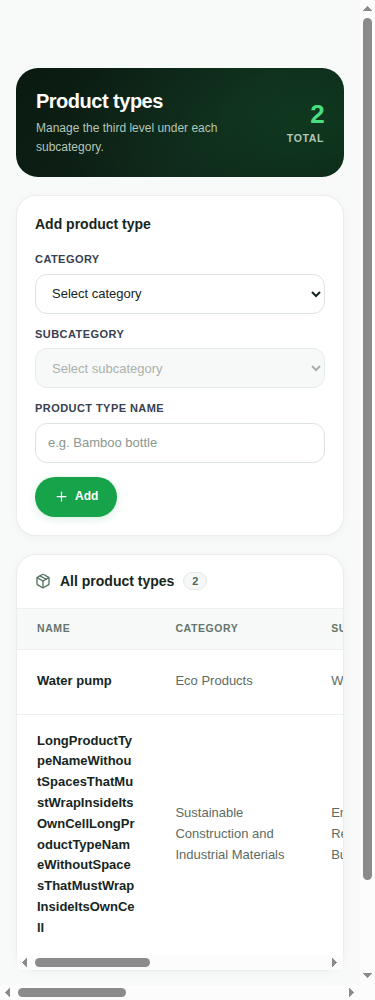 Product types
Manage the third level under each
subcategory.
2
TOTAL
Add product type
CATEGORY
Select category
SUBCATEGORY
Select subcategory
PRODUCT TYPE NAME
e.g. Bamboo bottle
Add
All product types 2
NAME CATEGORY
Water pump Eco Products
LongProductTy
peNameWithou
tSpacesThatMu
stWrapInsideIts
OwnCellLongPr
oductTypeNam
eWithoutSpace
sThatMustWrap
InsideItsOwnCe
ll
Sustainable
Construction and
Industrial Materials